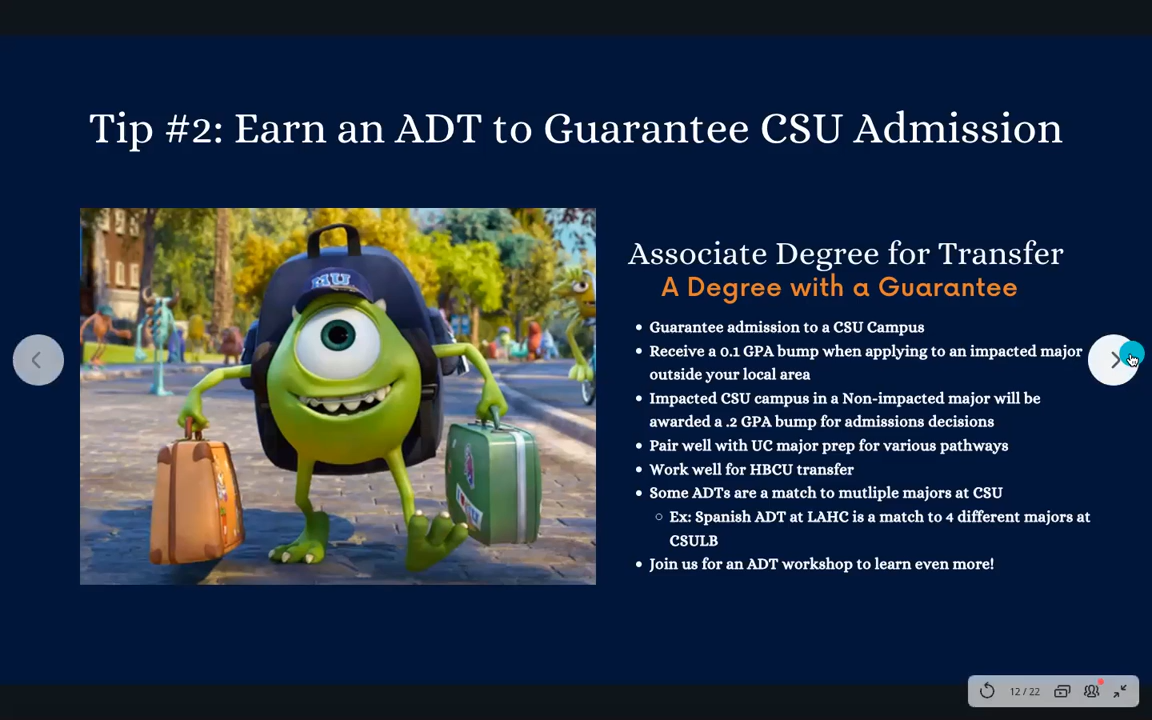 Tip #2: Earn an ADT to Guarantee CSU Admission
MU
Associate Degree for Transfer
A Degree with a Guarantee
• Guarantee admission to a CSU Campus
• Receive a 0.1 GPA bump when applying to an impacted major
outside your local area
• Impacted CSU campus in a Non-impacted major will be
awarded a .2 GPA bump for admissions decisions
• Pair well with UC major prep for various pathways
• Work well for HBCU transfer
• Some ADTs are a match to mutliple majors at CSU
○ Ex: Spanish ADT at LAHC is a match to 4 different majors at
CSULB
• Join us for an ADT workshop to learn even more!
12 / 22